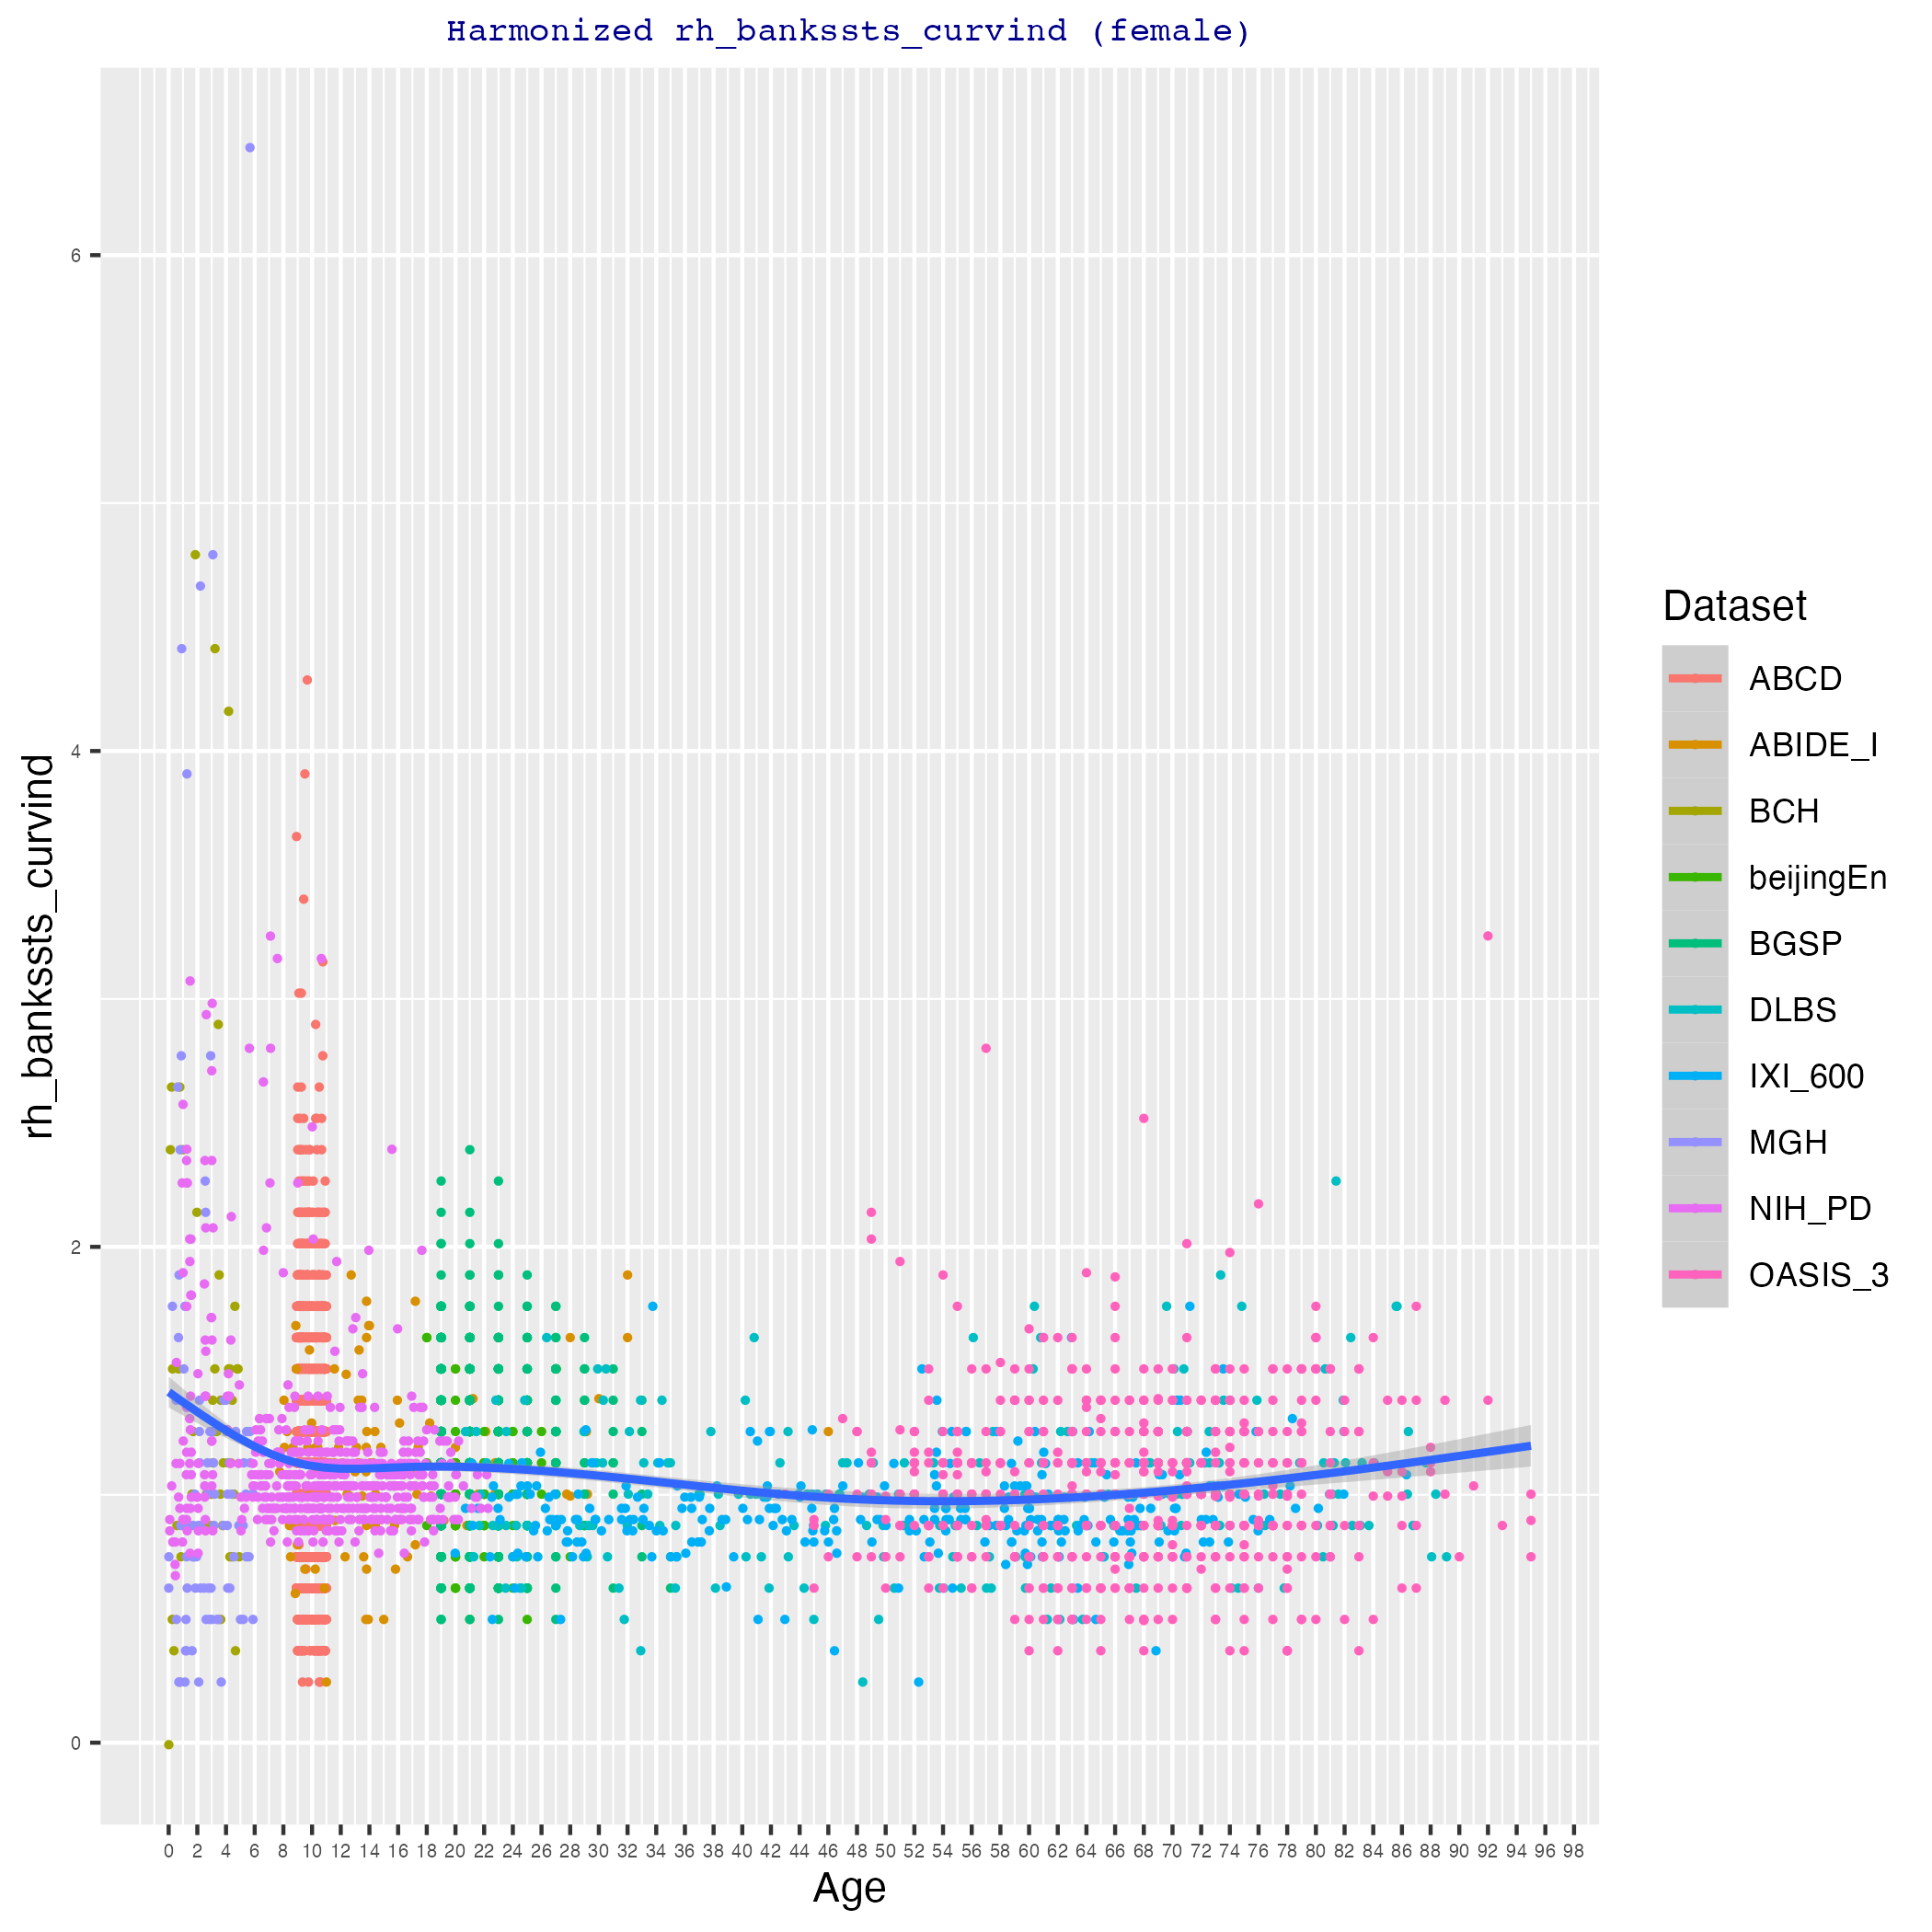 Harmonized rh_bankssts_curvind (female)
rh_bankssts_curvind
6
4
2
0
0 2 4 6 8 10 12 14 16 18 20 22 24 26 28 30 32 34 36 38 40 42 44 46 48 50 52 54 56 58 60 62 64 66 68 70 72 74 76 78 80 82 84 86 88 90 92 94 96 98
Age
Dataset
ABCD
ABIDE_I
BCH
beijingEn
BGSP
DLBS
IXI_600
MGH
NIH_PD
OASIS_3